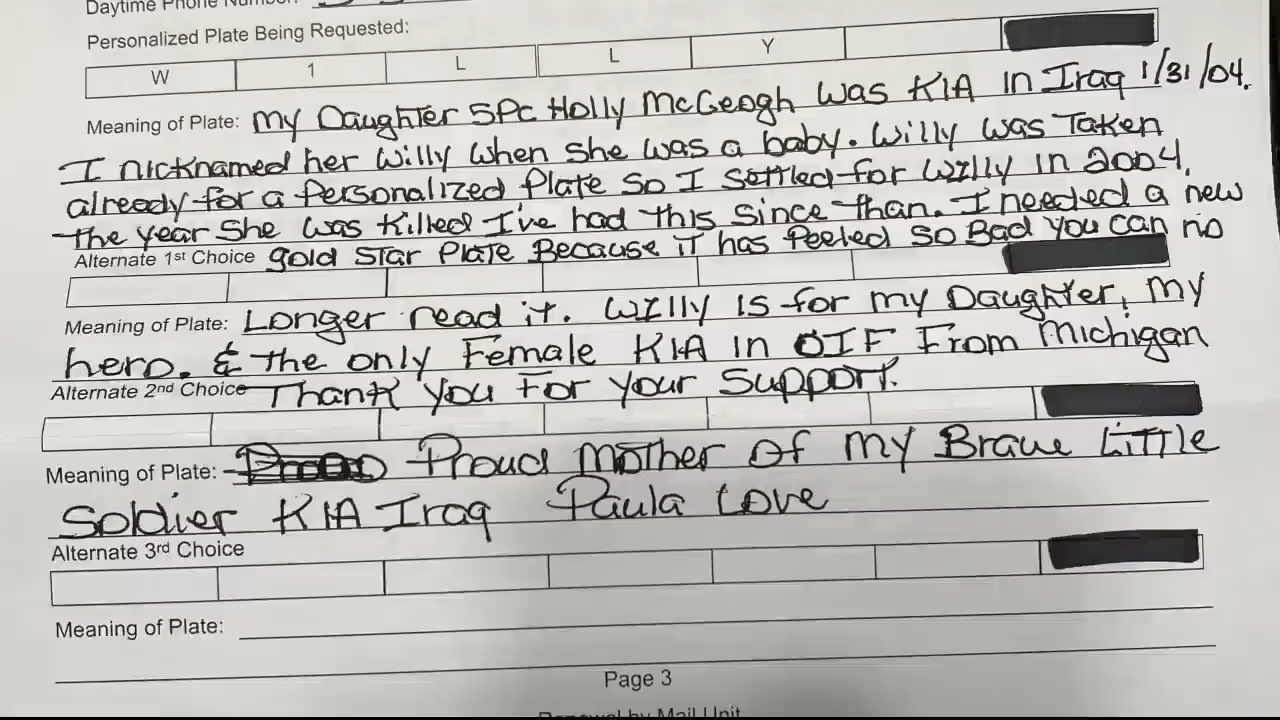 Daytime Phone Number:
Personalized Plate Being Requested:
W 1 L L Y
Meaning of Plate: My Daughter SPC Holly McGeogh was KIA in Iraq 1/31/04.
I nicknamed her Willy when she was a baby. Willy was Taken
already for a Personalized Plate so I settled for W1lly in 2004,
the year she was killed I've had this since than. I needed a new
Alternate 1st Choice gold Star Plate Because it has Peeled so Bad you can no
Meaning of Plate: Longer read it. W1lly is for my Daughter, my
hero. & the only Female KIA in OIF From Michigan
Alternate 2nd Choice Thank you For your Support.
Meaning of Plate: Proud Mother of my Brave Little
Soldier KIA Iraq Paula Love
Alternate 3rd Choice
Meaning of Plate:
Page 3
Renewal by Mail Unit